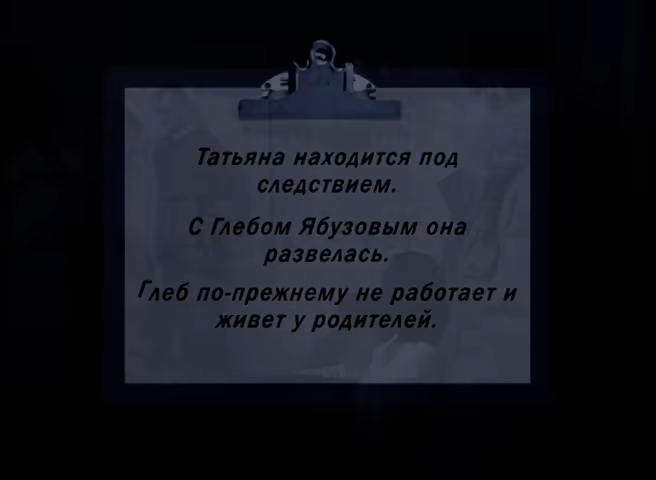 Татьяна находится под
следствием.
С Глебом Ябузовым она
развелась.
Глеб по-прежнему не работает и
живет у родителей.